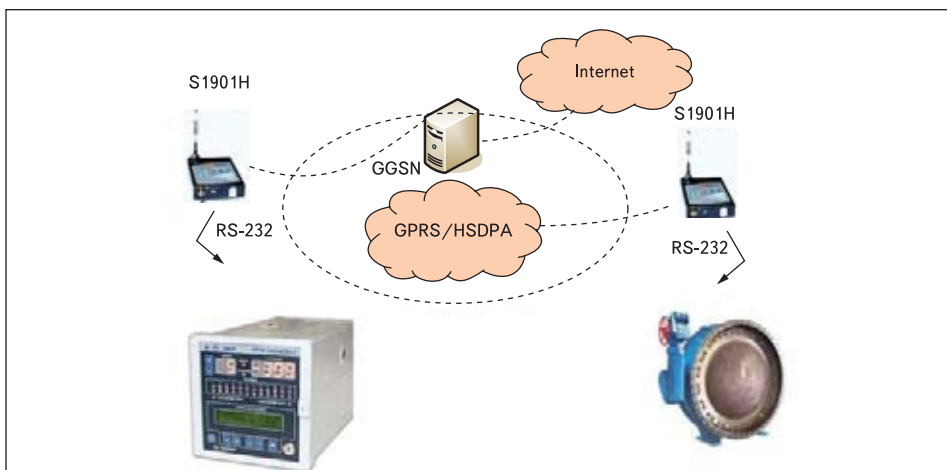 Internet
S1901H
S1901H
GGSN
GPRS/HSDPA
RS-232
RS-232